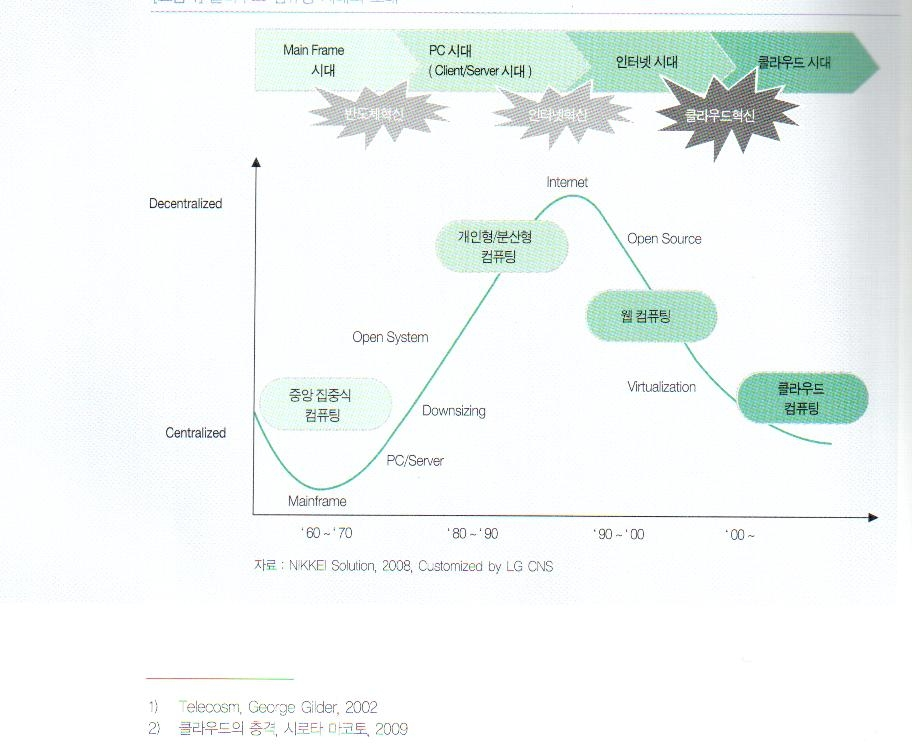 Main Frame
시대
PC 시대
( Client/Server 시대 )
인터넷 시대
클라우드 시대
반도체혁신
인터넷혁신
클라우드혁신
Decentralized
Internet
개인형/분산형
컴퓨팅
Open Source
웹 컴퓨팅
Open System
중앙 집중식
컴퓨팅
Virtualization
클라우드
컴퓨팅
Downsizing
Centralized
PC/Server
Mainframe
'60 ~ '70
'80 ~ '90
'90 ~ '00
'00 ~
자료 : NIKKEI Solution, 2008, Customized by LG CNS
1) Telecosm, George Gilder, 2002
2) 클라우드의 충격, 시로타 마코토, 2009